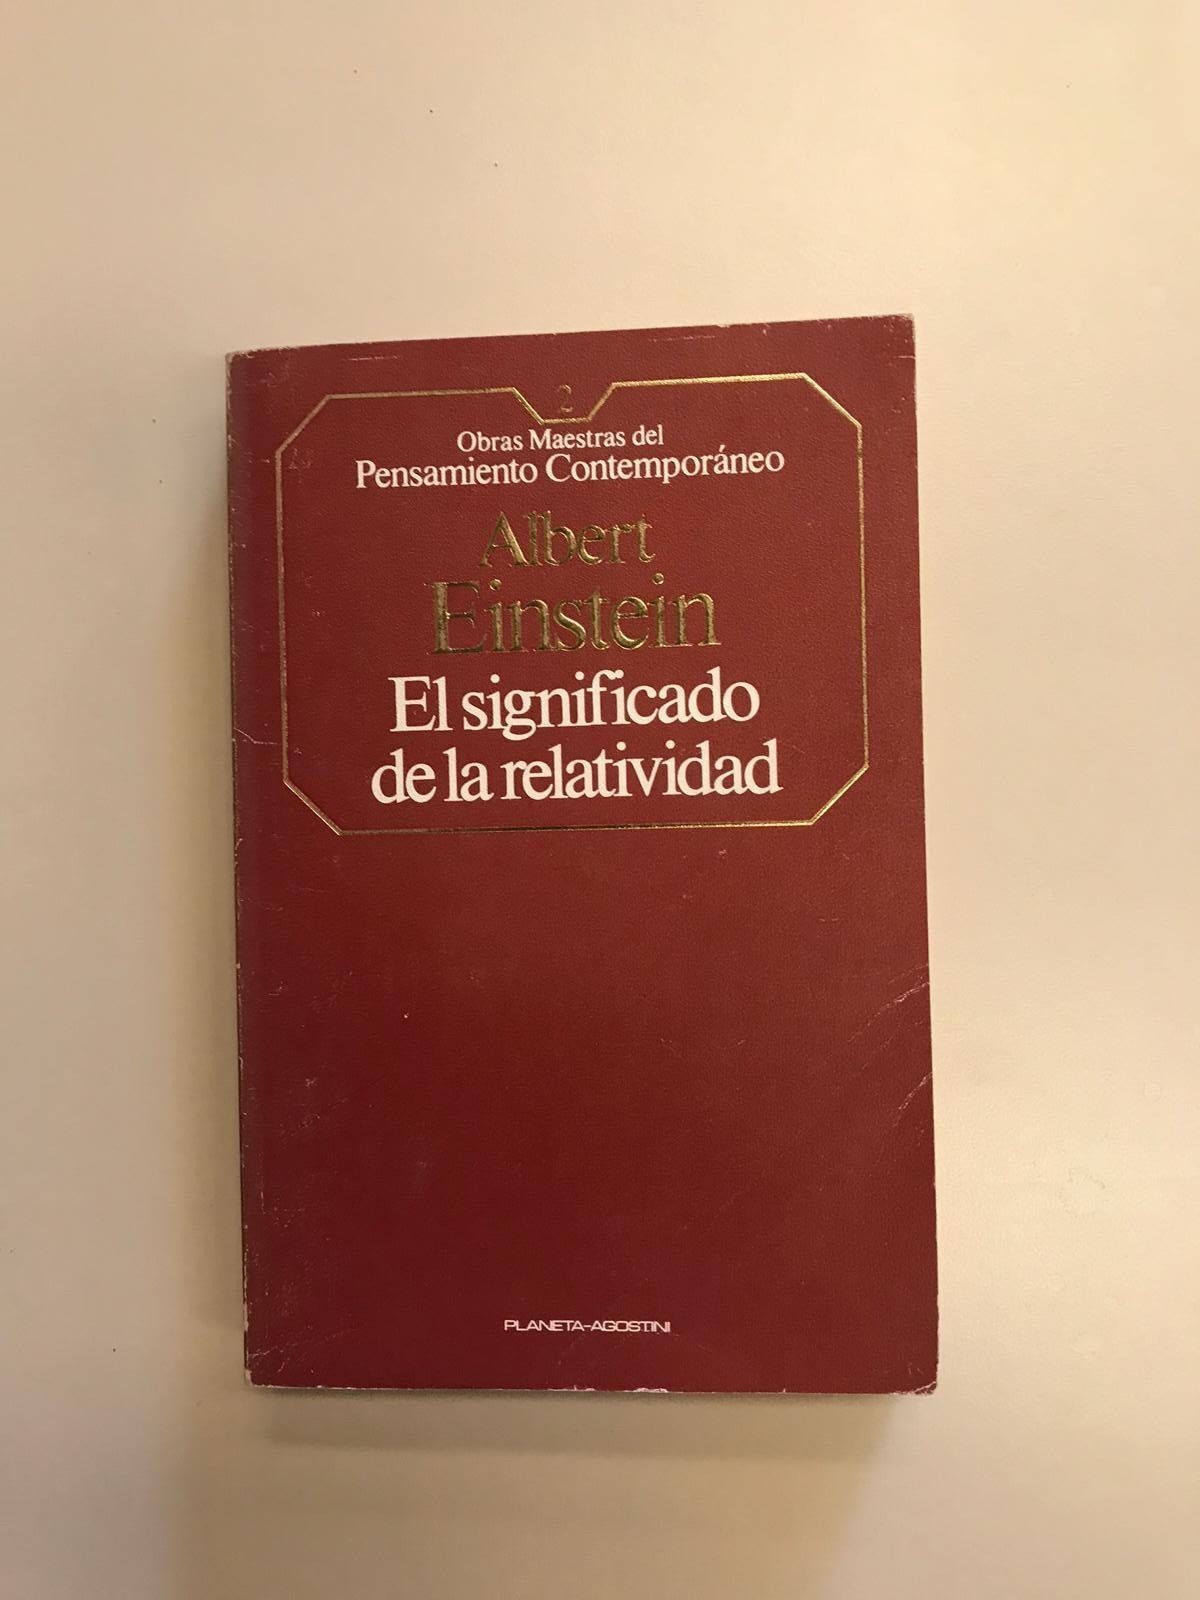 2
Obras Maestras del
Pensamiento Contemporáneo
Albert
Einstein
El significado
de la relatividad
PLANETA-AGOSTINI